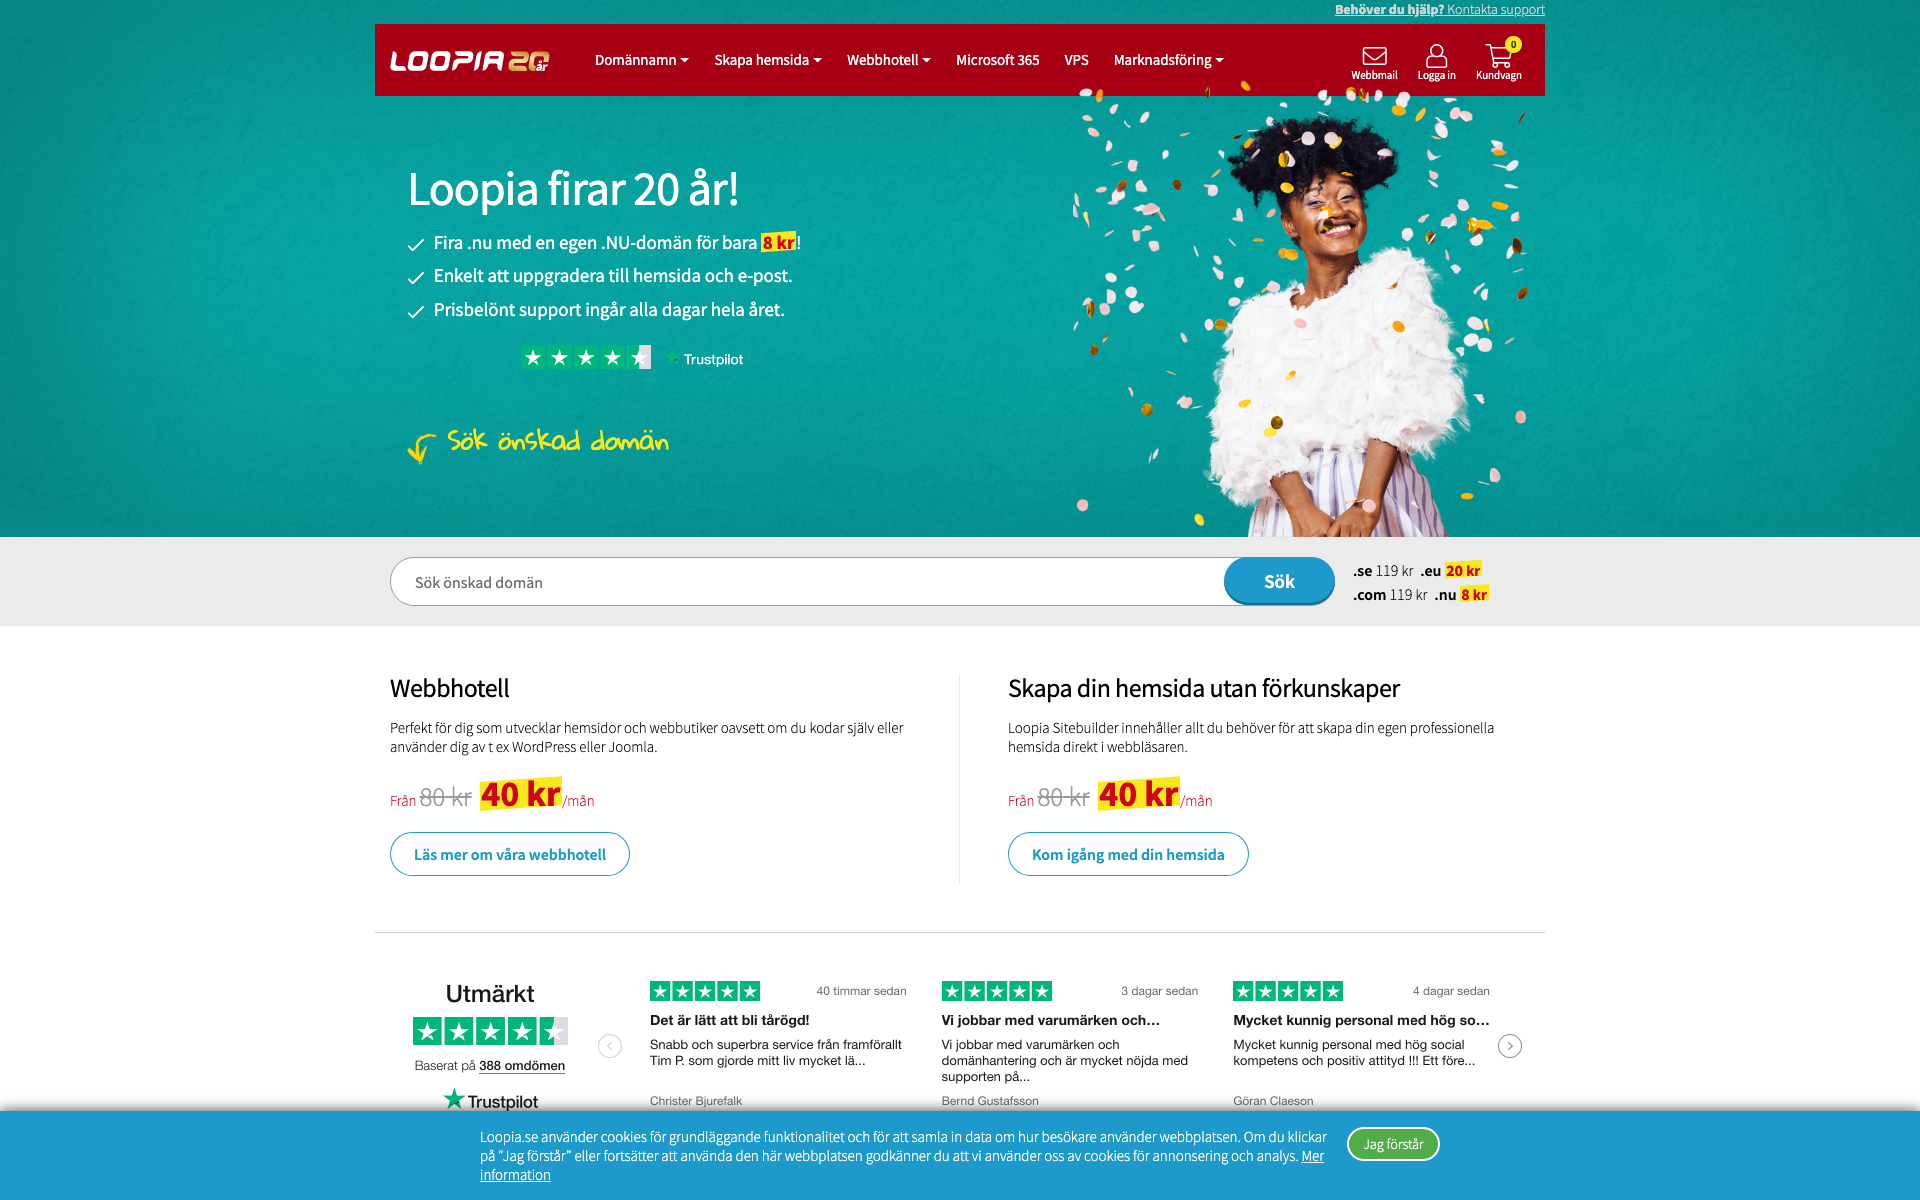 Behöver du hjälp? Kontakta support
LOOPIA 20 år
Domännamn
Skapa hemsida
Webbhotell
Microsoft 365
VPS
Marknadsföring
Webbmail
Logga in
0
Kundvagn
Loopia firar 20 år!
Fira .nu med en egen .NU-domän för bara 8 kr!
Enkelt att uppgradera till hemsida och e-post.
Prisbelönt support ingår alla dagar hela året.
Trustpilot
Sök önskad domän
Sök önskad domän
Sök
.se 119 kr .eu 20 kr
.com 119 kr .nu 8 kr
Webbhotell
Perfekt för dig som utvecklar hemsidor och webbutiker oavsett om du kodar själv eller
använder dig av t ex WordPress eller Joomla.
Från 80 kr 40 kr/mån
Läs mer om våra webbhotell
Skapa din hemsida utan förkunskaper
Loopia Sitebuilder innehåller allt du behöver för att skapa din egen professionella
hemsida direkt i webbläsaren.
Från 80 kr 40 kr/mån
Kom igång med din hemsida
Utmärkt
Baserat på 388 omdömen
Trustpilot
40 timmar sedan
Det är lätt att bli tårögd!
Snabb och superbra service från framförallt
Tim P. som gjorde mitt liv mycket lä...
Christer Bjurefalk
3 dagar sedan
Vi jobbar med varumärken och...
Vi jobbar med varumärken och
domänhantering och är mycket nöjda med
supporten på...
Bernd Gustafsson
4 dagar sedan
Mycket kunnig personal med hög so...
Mycket kunnig personal med hög social
kompetens och positiv attityd !!! Ett före...
Göran Claeson
Loopia.se använder cookies för grundläggande funktionalitet och för att samla in data om hur besökare använder webbplatsen. Om du klickar
på “Jag förstår” eller fortsätter att använda den här webbplatsen godkänner du att vi använder oss av cookies för annonsering och analys. Mer
information
Jag förstår